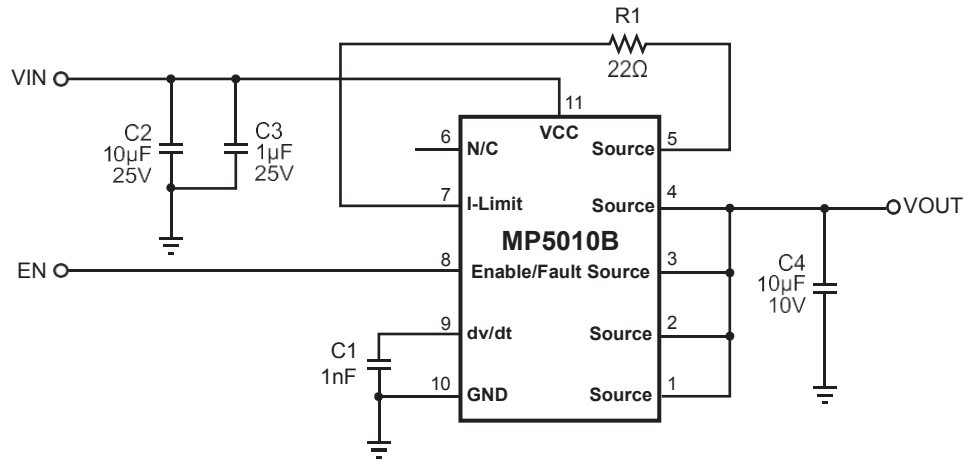 R1
22Ω
VIN
C2
10µF
25V
C3
1µF
25V
11
VCC
6
N/C
Source
5
7
I-Limit
Source
4
VOUT
MP5010B
EN
8
Enable/Fault Source
3
C4
10µF
10V
9
dv/dt
Source
2
C1
1nF
10
GND
Source
1